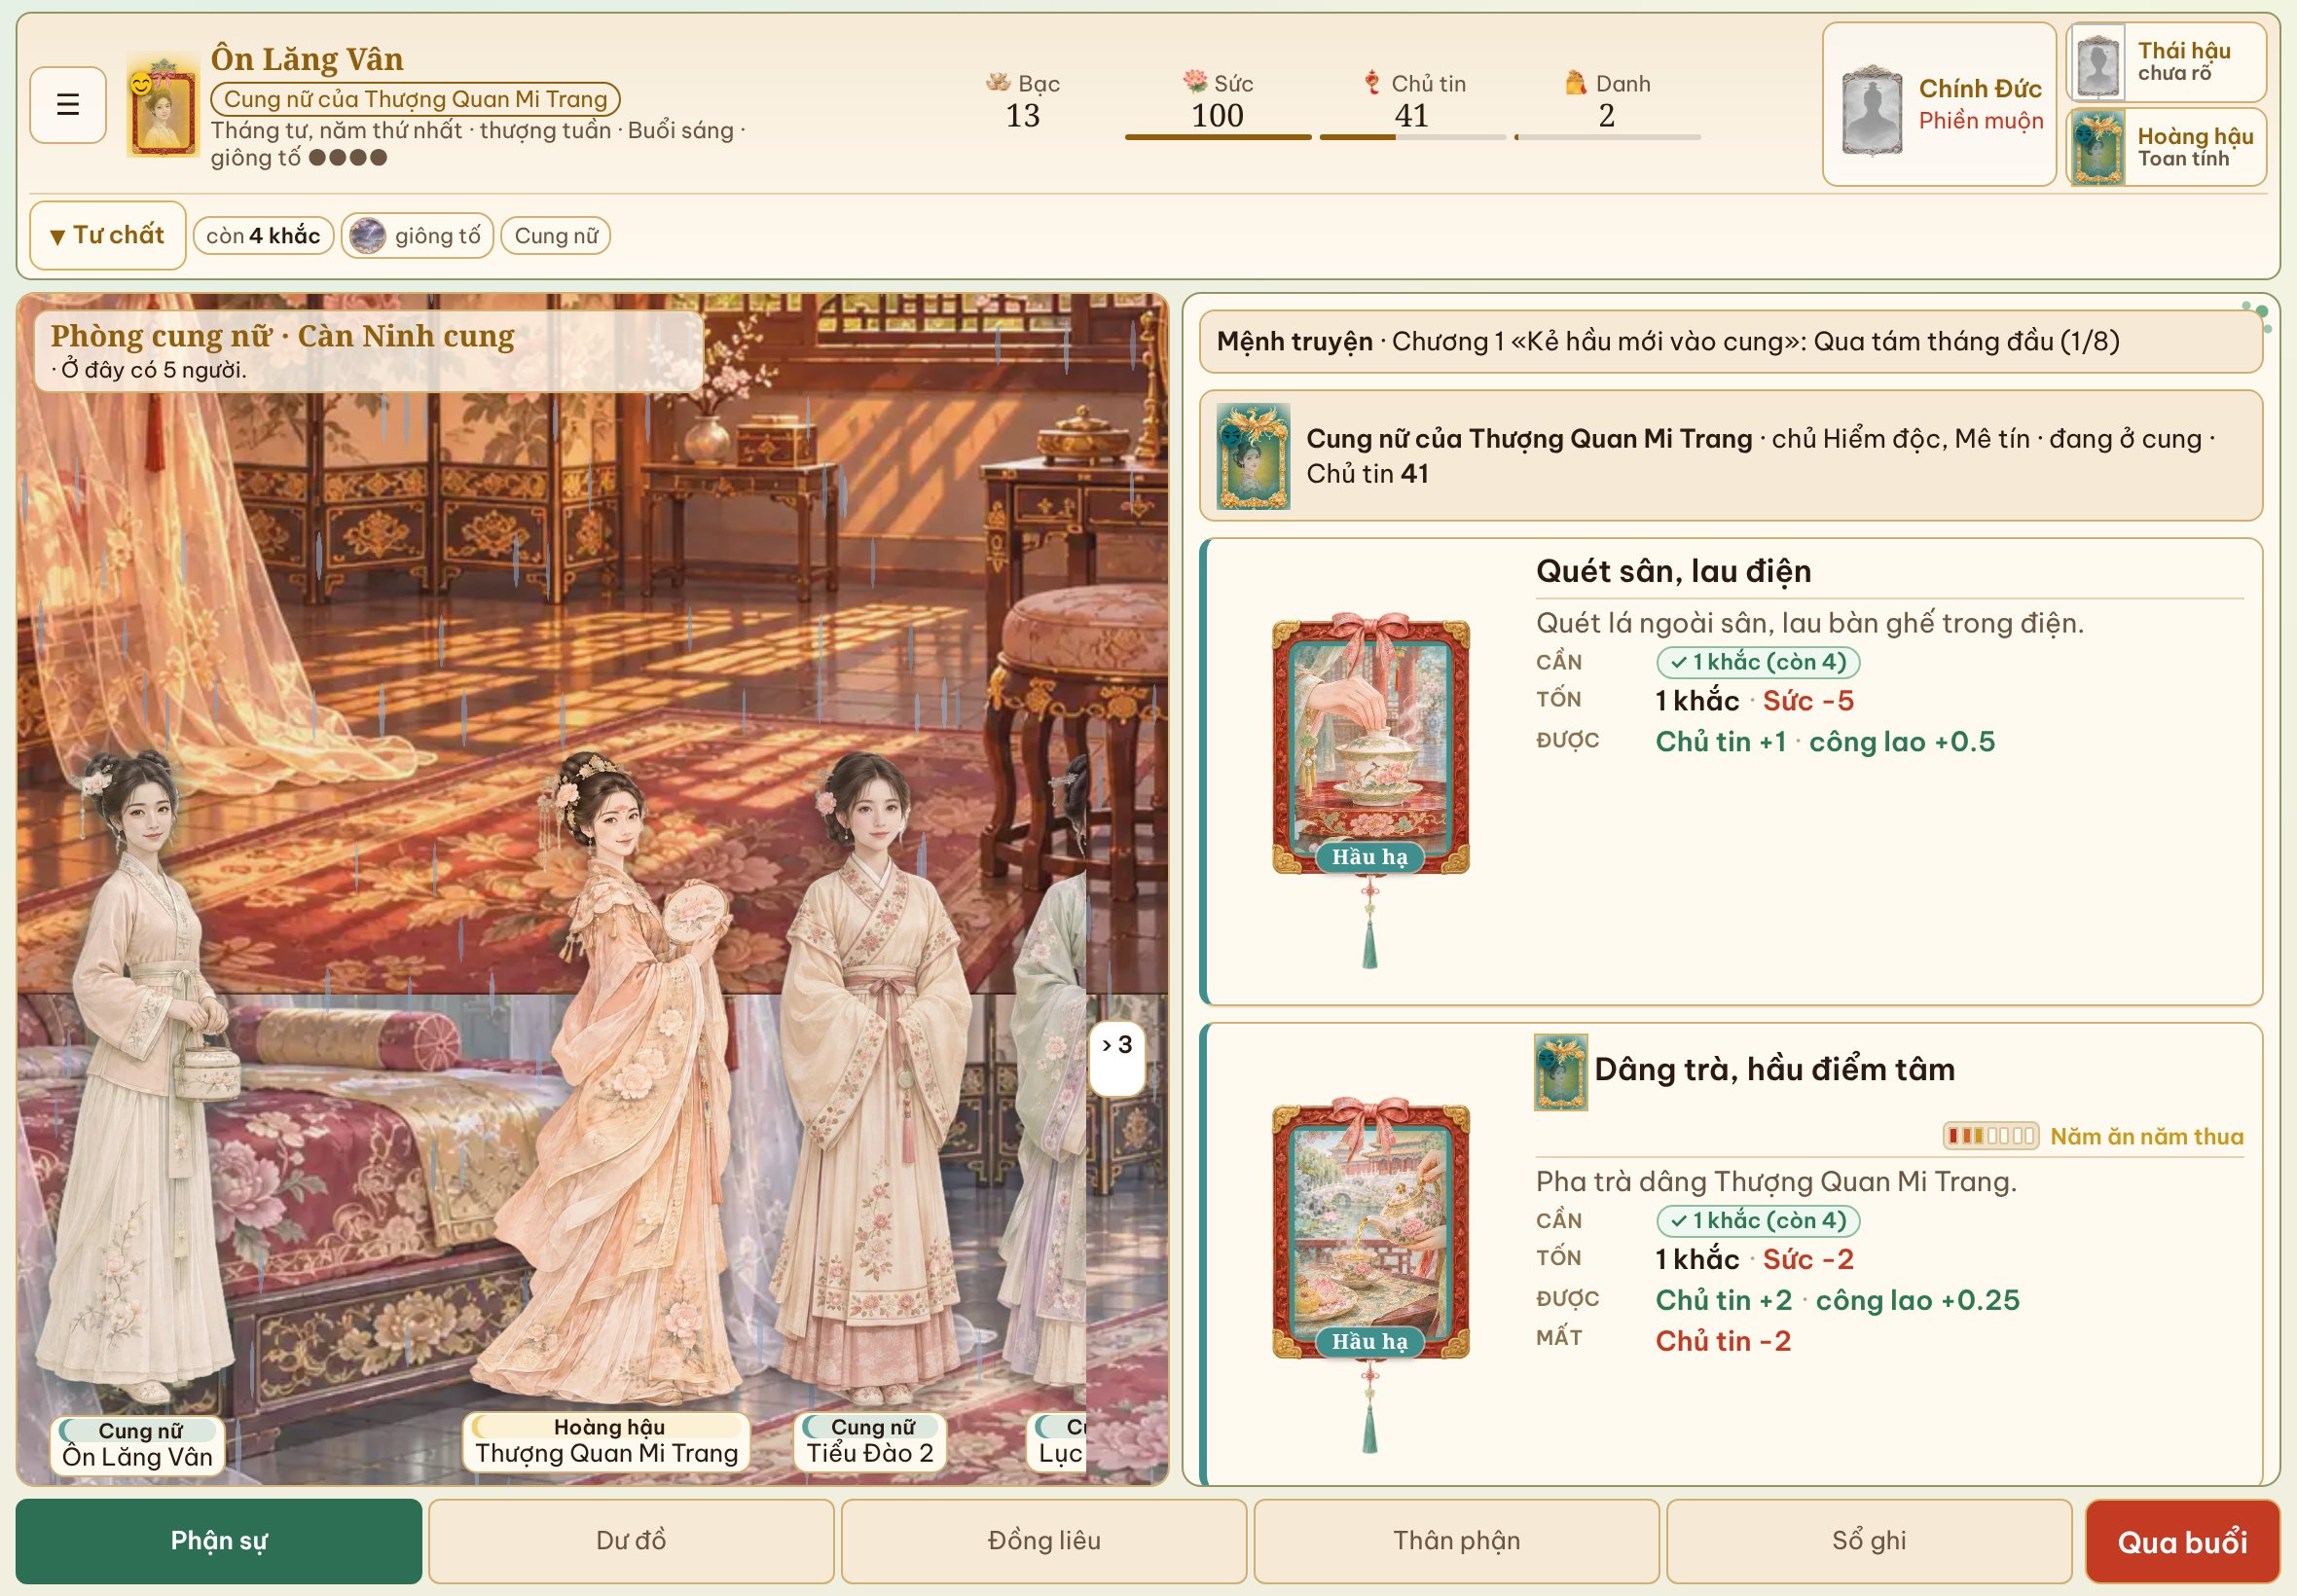 ☰
Ôn Lăng Vân
Cung nữ của Thượng Quan Mi Trang
Tháng tư, năm thứ nhất · thượng tuần · Buổi sáng ·
giông tố ●●●●
Bạc
13
Sức
100
Chủ tin
41
Danh
2
Chính Đức
Phiền muộn
Thái hậu
chưa rõ
Hoàng hậu
Toan tính
▼ Tư chất
còn 4 khắc
giông tố
Cung nữ
Phòng cung nữ · Càn Ninh cung
· Ở đây có 5 người.
› 3
Cung nữ
Ôn Lăng Vân
Hoàng hậu
Thượng Quan Mi Trang
Cung nữ
Tiểu Đào 2
Lục
Mệnh truyện · Chương 1 «Kẻ hầu mới vào cung»: Qua tám tháng đầu (1/8)
Cung nữ của Thượng Quan Mi Trang · chủ Hiểm độc, Mê tín · đang ở cung ·
Chủ tin 41
Quét sân, lau điện
Quét lá ngoài sân, lau bàn ghế trong điện.
CẦN ✓ 1 khắc (còn 4)
TỐN 1 khắc · Sức -5
ĐƯỢC Chủ tin +1 · công lao +0.5
Hầu hạ
Dâng trà, hầu điểm tâm
Năm ăn năm thua
Pha trà dâng Thượng Quan Mi Trang.
CẦN ✓ 1 khắc (còn 4)
TỐN 1 khắc · Sức -2
ĐƯỢC Chủ tin +2 · công lao +0.25
MẤT Chủ tin -2
Hầu hạ
Phận sự
Dư đồ
Đồng liêu
Thân phận
Sổ ghi
Qua buổi